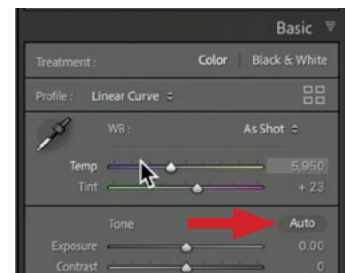 Basic
Treatment : Color Black & White
Profile : Linear Curve
WB : As Shot
Temp 5,950
Tint + 23
Tone Auto
Exposure 0.00
Contrast 0